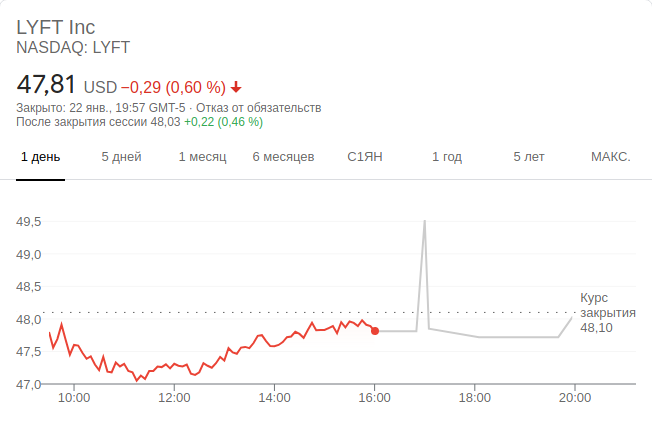 LYFT Inc
NASDAQ: LYFT
47,81 USD −0,29 (0,60 %)
Закрыто: 22 янв., 19:57 GMT-5 · Отказ от обязательств
После закрытия сессии 48,03 +0,22 (0,46 %)
1 день 5 дней 1 месяц 6 месяцев С1ЯН 1 год 5 лет МАКС.
49,5
49,0
48,5
48,0
47,5
47,0
Курс
закрытия
48,10
10:00 12:00 14:00 16:00 18:00 20:00